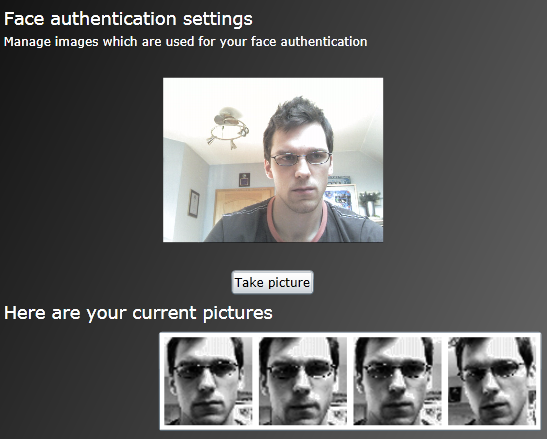 Face authentication settings
Manage images which are used for your face authentication
Take picture
Here are your current pictures